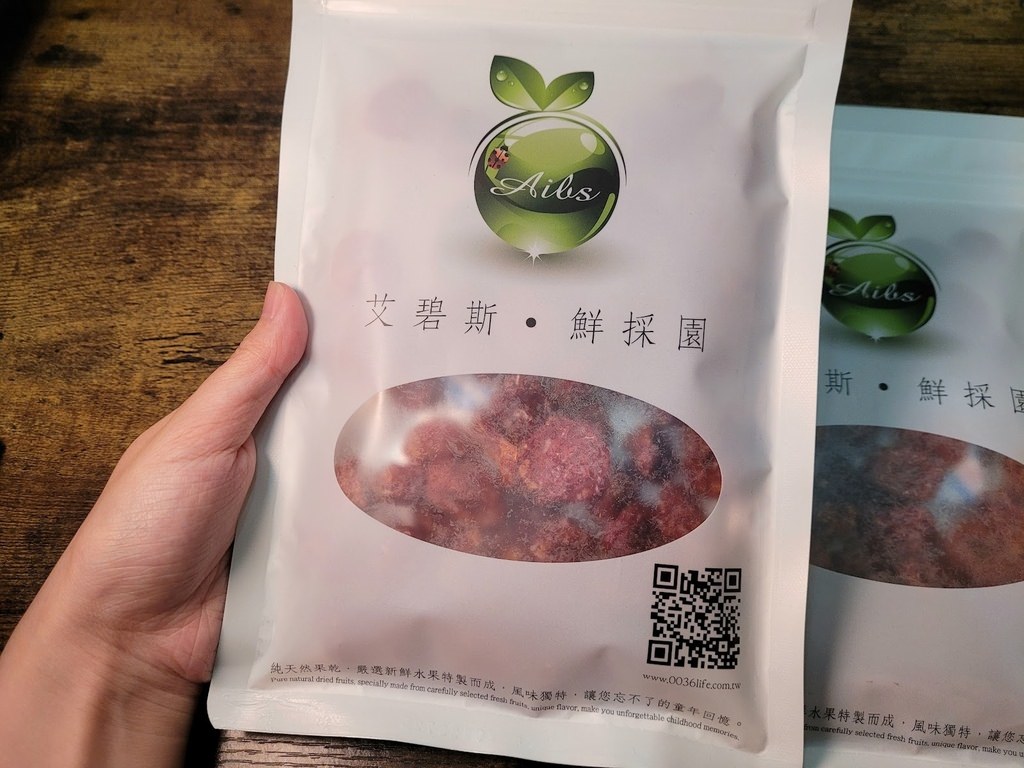 Aibs
艾碧斯•鮮採園
www.0036life.com.tw
純天然果乾，嚴選新鮮水果特製而成，風味獨特，讓您忘不了的童年回憶。
Pure natural dried fruits, specially made from carefully selected fresh fruits, unique flavor, make you unforgettable childhood memories.
Aibs
斯•鮮採園
水果特製而成，風味獨特，讓您忘
from carefully selected fresh fruits, unique flavor, make you u